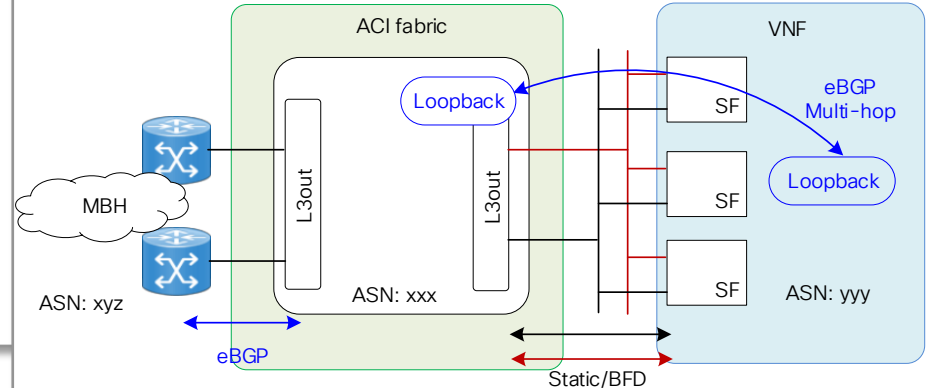 ACI fabric
VNF
Loopback
eBGP
Multi-hop
SF
L3out
L3out
MBH
SF
Loopback
SF
ASN: xyz
ASN: xxx
ASN: yyy
eBGP
Static/BFD